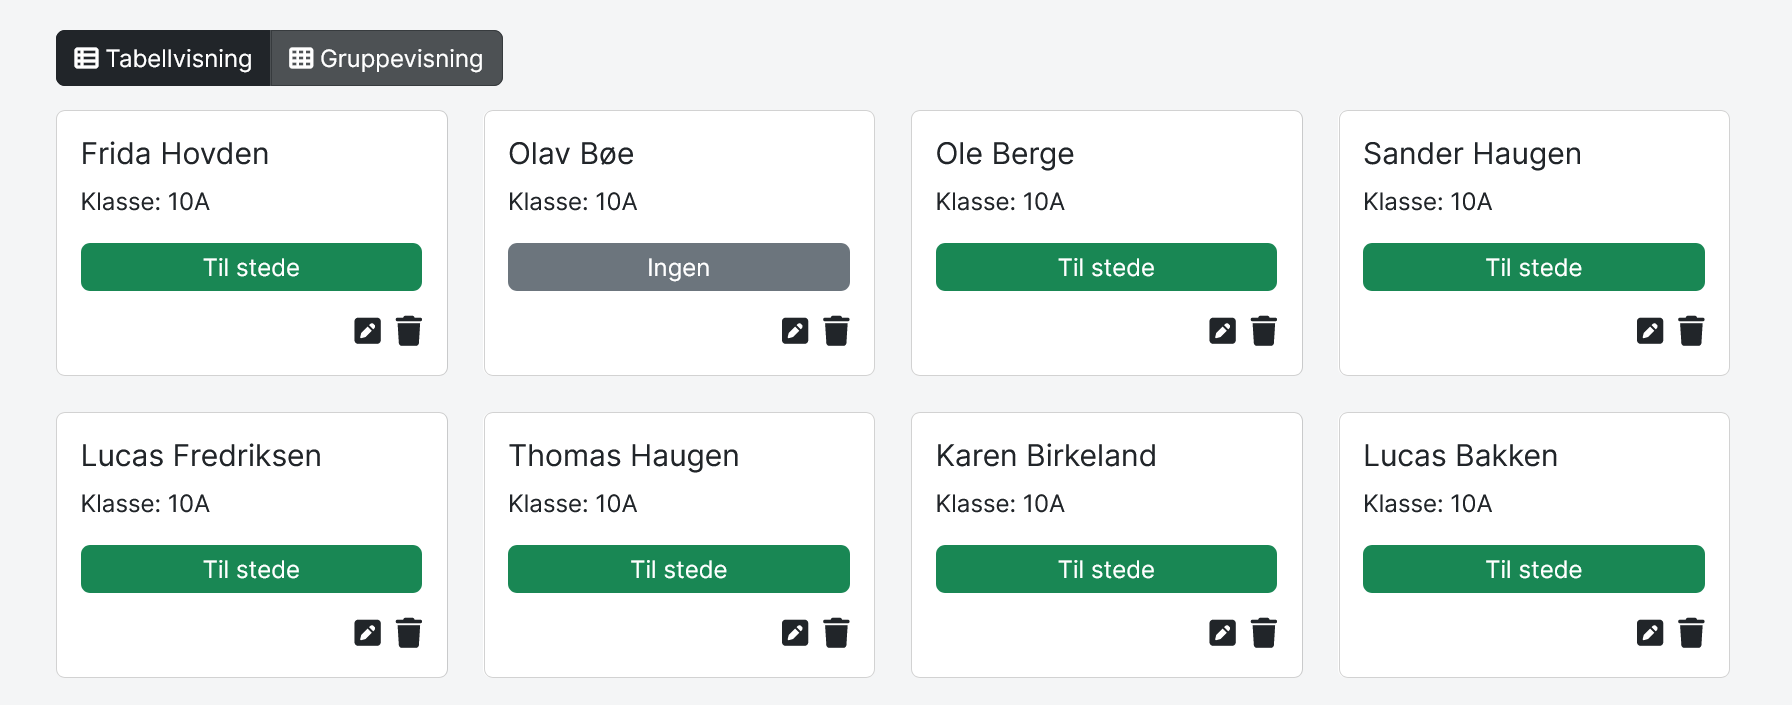 Tabellvisning Gruppevisning
Frida Hovden
Klasse: 10A
Til stede
Olav Bøe
Klasse: 10A
Ingen
Ole Berge
Klasse: 10A
Til stede
Sander Haugen
Klasse: 10A
Til stede
Lucas Fredriksen
Klasse: 10A
Til stede
Thomas Haugen
Klasse: 10A
Til stede
Karen Birkeland
Klasse: 10A
Til stede
Lucas Bakken
Klasse: 10A
Til stede